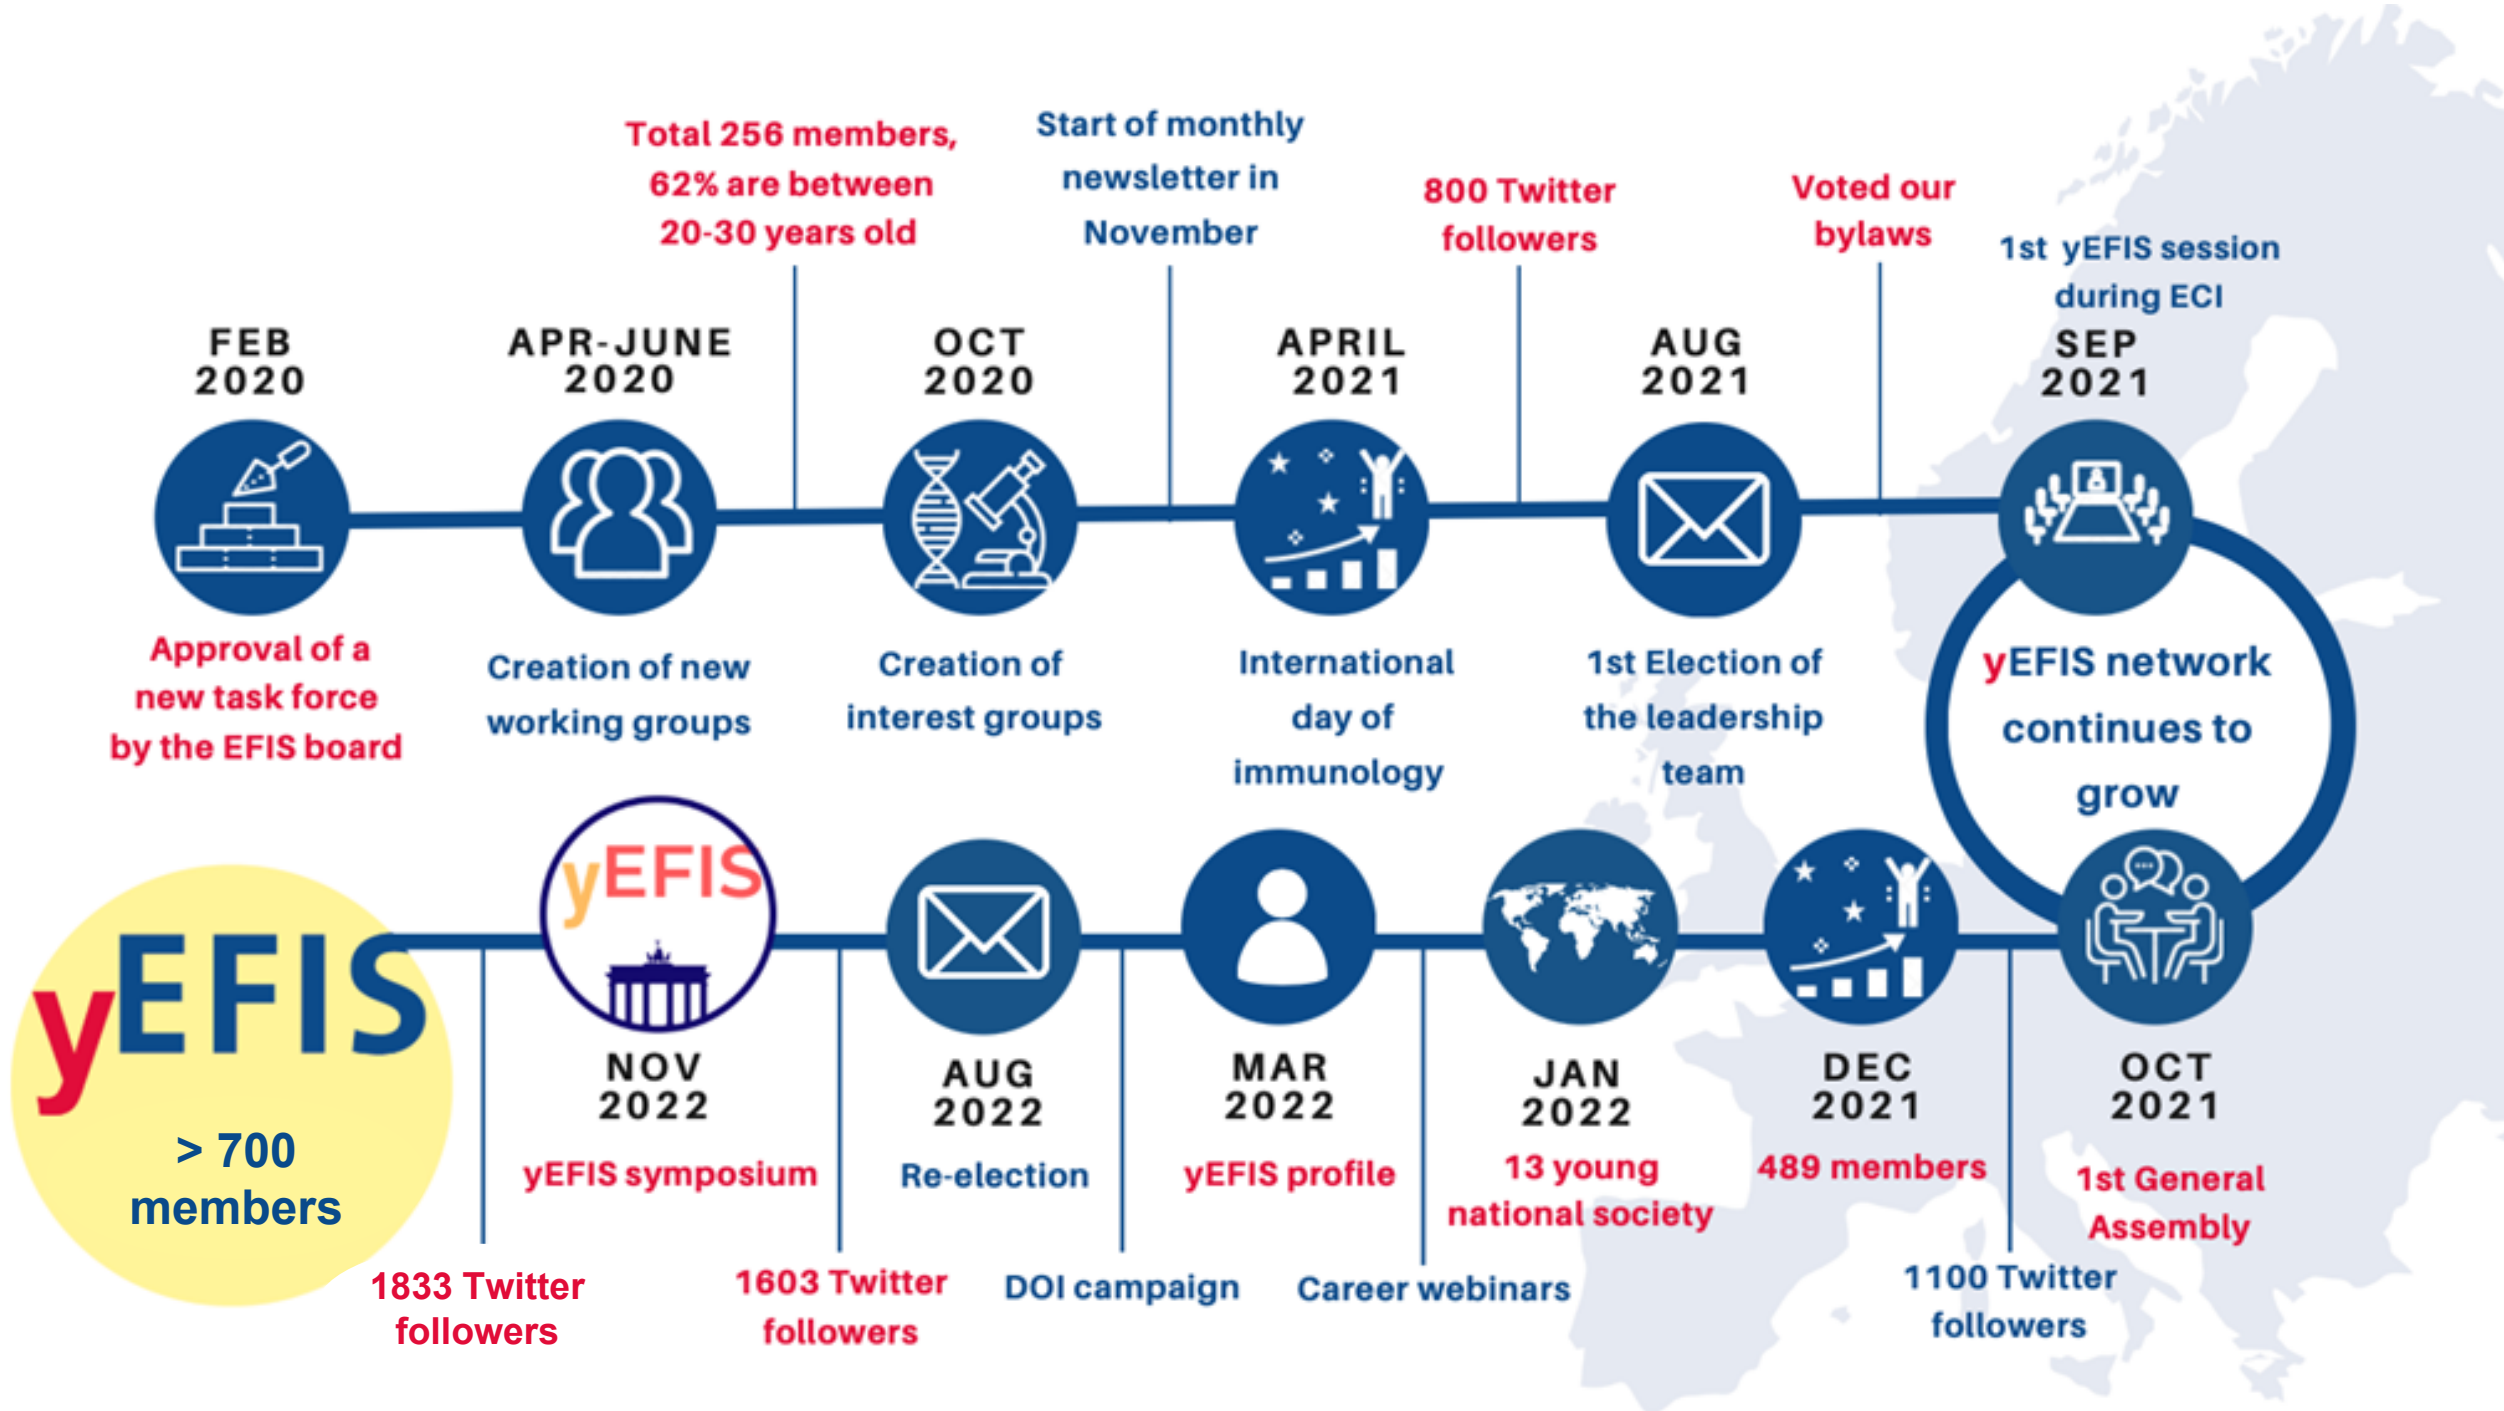 Total 256 members,
62% are between
20-30 years old
Start of monthly
newsletter in
November
800 Twitter
followers
Voted our
bylaws
1st yEFIS session
during ECI
FEB
2020
APR-JUNE
2020
OCT
2020
APRIL
2021
AUG
2021
SEP
2021
Approval of a
new task force
by the EFIS board
Creation of new
working groups
Creation of
interest groups
International
day of
immunology
1st Election of
the leadership
team
yEFIS network
continues to
grow
OCT
2021
1st General
Assembly
1100 Twitter
followers
DEC
2021
489 members
JAN
2022
13 young
national society
Career webinars
MAR
2022
yEFIS profile
DOI campaign
AUG
2022
Re-election
1603 Twitter
followers
yEFIS
NOV
2022
yEFIS symposium
1833 Twitter
followers
yEFIS
> 700
members